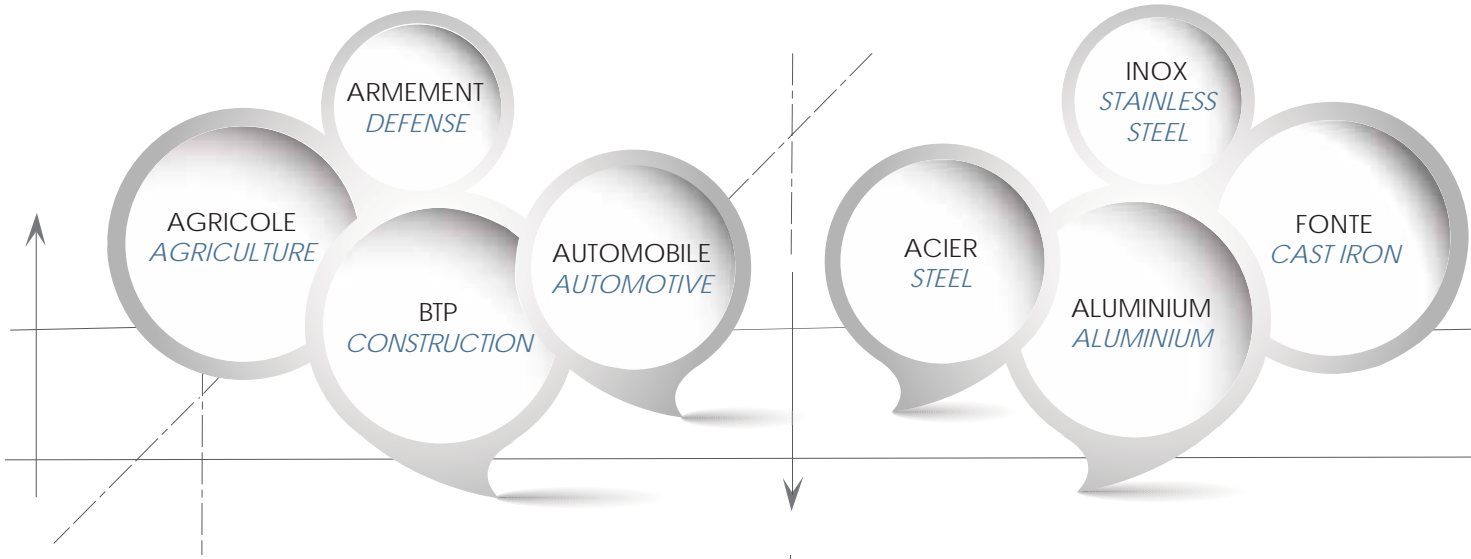 ARMEMENT
DEFENSE
AGRICOLE
AGRICULTURE
BTP
CONSTRUCTION
AUTOMOBILE
AUTOMOTIVE
INOX
STAINLESS
STEEL
ACIER
STEEL
ALUMINIUM
ALUMINIUM
FONTE
CAST IRON